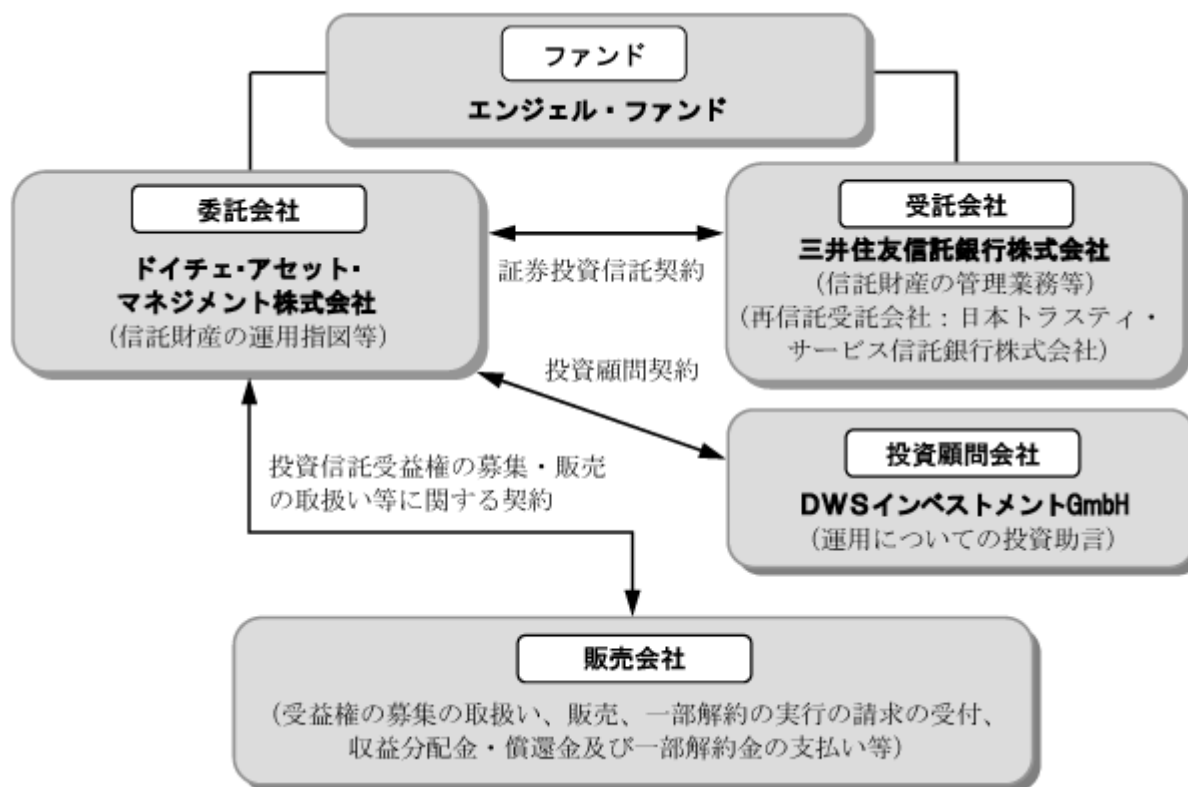 ファンド
エンジェル・ファンド
委託会社
ドイチェ・アセット・
マネジメント株式会社
(信託財産の運用指図等)
証券投資信託契約
受託会社
三井住友信託銀行株式会社
(信託財産の管理業務等)
(再信託受託会社:日本トラスティ・
サービス信託銀行株式会社)
投資顧問契約
投資顧問会社
DWSインベストメントGmbH
(運用についての投資助言)
投資信託受益権の募集・販売
の取扱い等に関する契約
販売会社
(受益権の募集の取扱い、販売、一部解約の実行の請求の受付、
収益分配金・償還金及び一部解約金の支払い等)